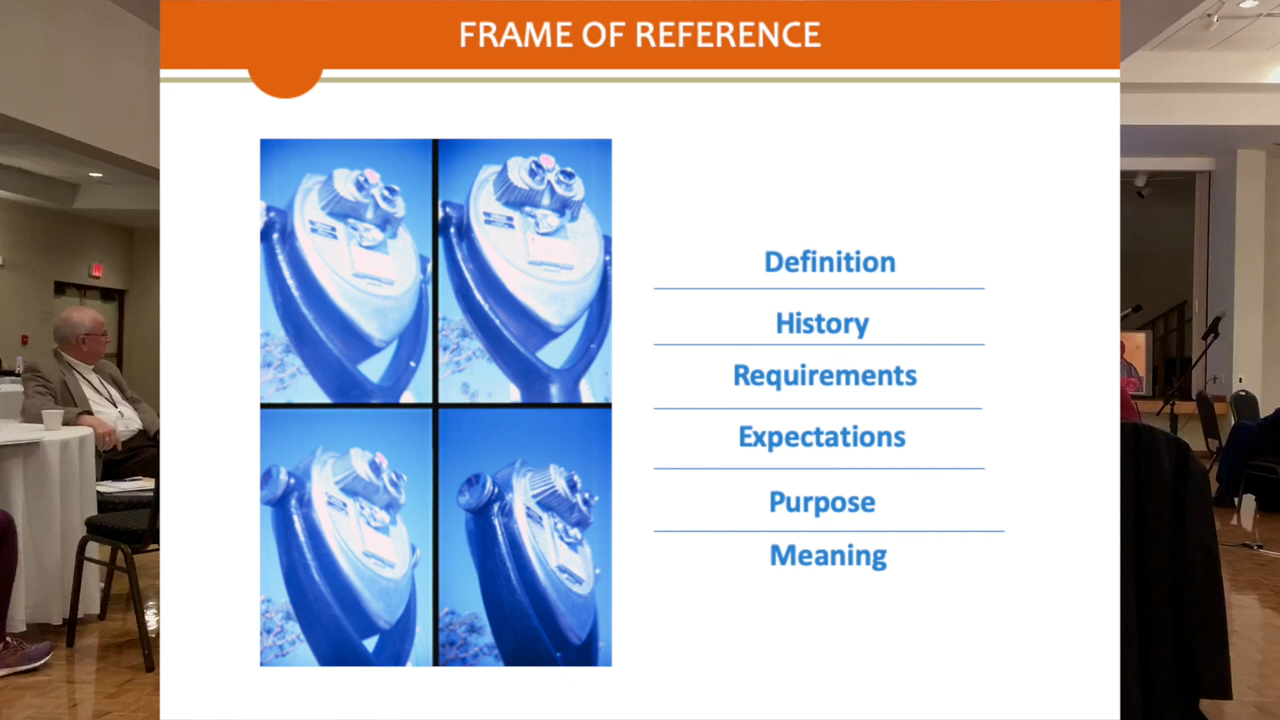 FRAME OF REFERENCE
Definition
History
Requirements
Expectations
Purpose
Meaning